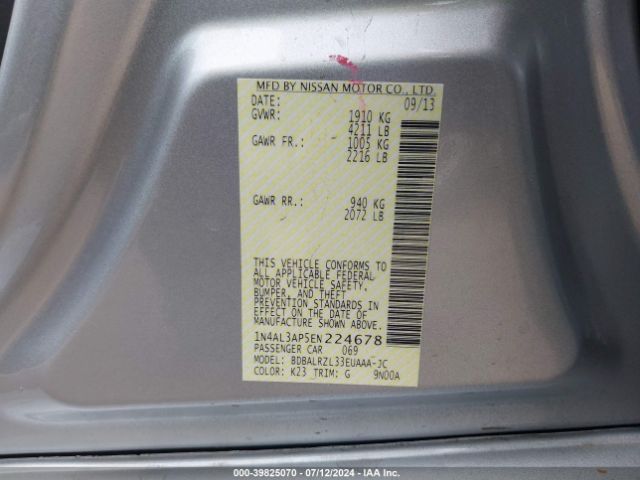 MFD BY NISSAN MOTOR CO., LTD.
DATE: 09/13
GVWR: 1910 KG
4211 LB
GAWR FR.: 1005 KG
2216 LB
GAWR RR.: 940 KG
2072 LB
THIS VEHICLE CONFORMS TO
ALL APPLICABLE FEDERAL
MOTOR VEHICLE SAFETY,
BUMPER, AND THEFT
PREVENTION STANDARDS IN
EFFECT ON THE DATE OF
MANUFACTURE SHOWN ABOVE.
1N4AL3AP5EN224678
PASSENGER CAR 069
MODEL: BDBALRZL33EUAAA-JC
COLOR: K23 TRIM: G 9N00A
000-39825070 - 07/12/2024 - IAA Inc.